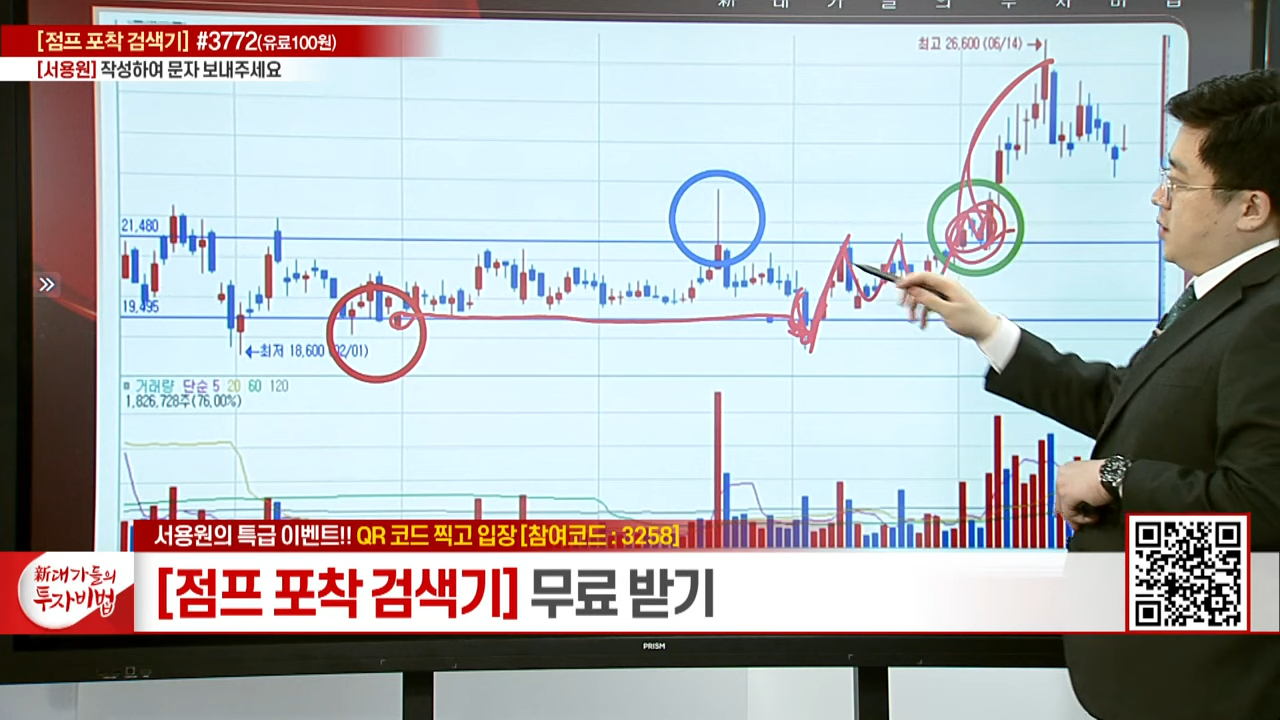 新 대 가 들 의 투 자 비 법
[점프 포착 검색기] #3772(유료100원)
[서용원] 작성하여 문자 보내주세요
최고 26,600 (06/14)→
21,480
19,495
←최저 18,600 (02/01)
거래량 단순 5 20 60 120
1,826,728주(76,00%)
서용원의 특급 이벤트!! QR 코드 찍고 입장 [참여코드 : 3258]
新대가들의
투자비법
[점프 포착 검색기] 무료 받기
PRISM